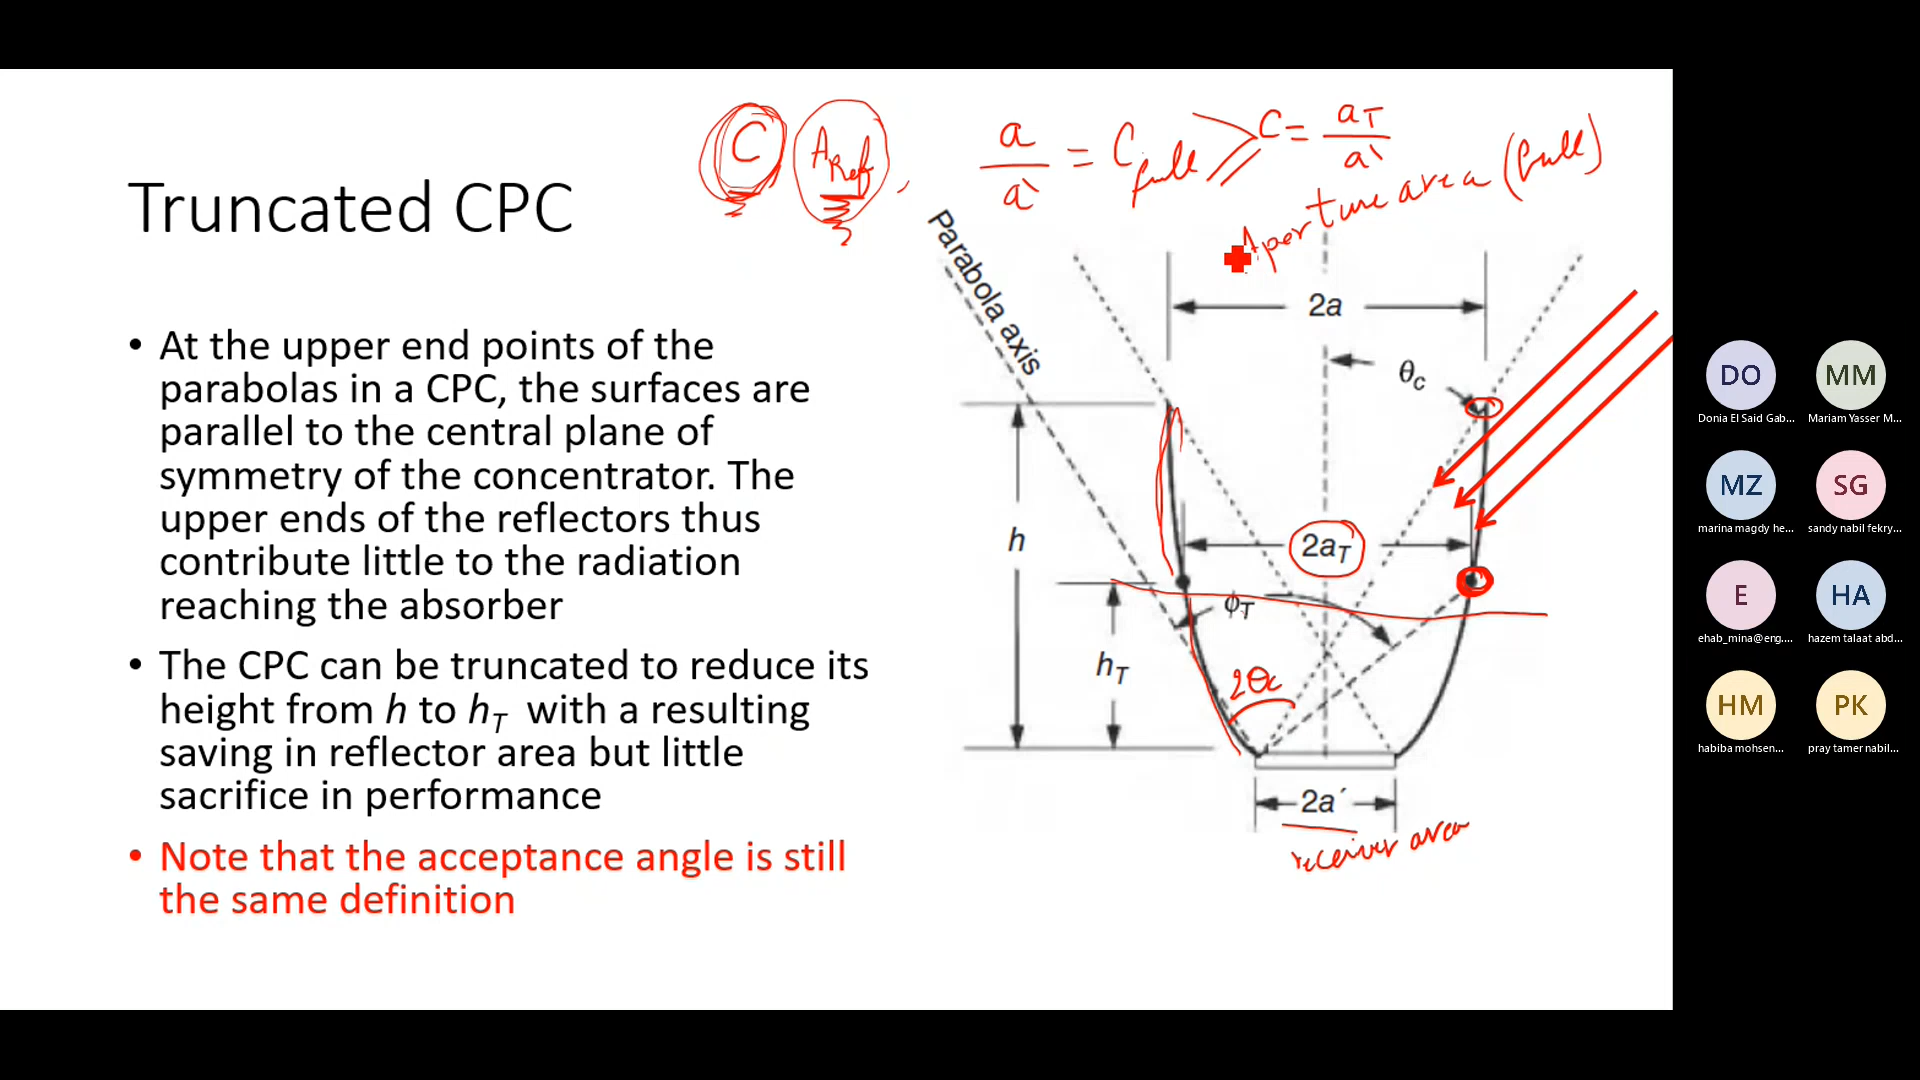 C A Ref ,
a / a' = C full > C = aT / a'
Aperture area (full)
Truncated CPC
Parabola axis
2a
θc
• At the upper end points of the
parabolas in a CPC, the surfaces are
parallel to the central plane of
symmetry of the concentrator. The
upper ends of the reflectors thus
contribute little to the radiation
reaching the absorber
• The CPC can be truncated to reduce its
height from h to hT with a resulting
saving in reflector area but little
sacrifice in performance
• Note that the acceptance angle is still
the same definition
h
2aT
ϕT
hT
2θc
2a´
receiver area
DO
MM
Donia El Said Gab...
Mariam Yasser M...
MZ
SG
marina magdy he...
sandy nabil fekry...
E
HA
ehab_mina@eng....
hazem talaat abd...
HM
PK
habiba mohsen...
pray tamer nabil...